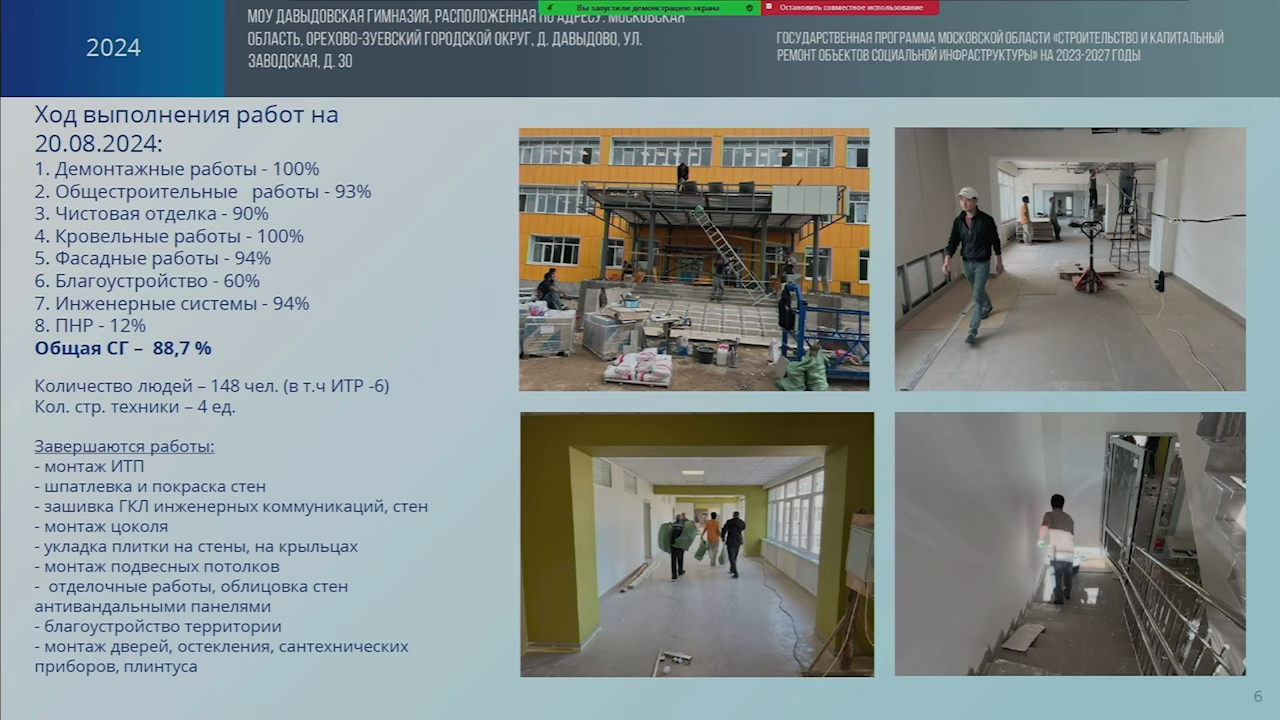 Вы запустили демонстрацию экрана
Остановить совместное использование
2024
МОУ ДАВЫДОВСКАЯ ГИМНАЗИЯ, РАСПОЛОЖЕННАЯ ПО АДРЕСУ: МОСКОВСКАЯ
ОБЛАСТЬ, ОРЕХОВО-ЗУЕВСКИЙ ГОРОДСКОЙ ОКРУГ, Д. ДАВЫДОВО, УЛ.
ЗАВОДСКАЯ, Д. 30
ГОСУДАРСТВЕННАЯ ПРОГРАММА МОСКОВСКОЙ ОБЛАСТИ «СТРОИТЕЛЬСТВО И КАПИТАЛЬНЫЙ
РЕМОНТ ОБЪЕКТОВ СОЦИАЛЬНОЙ ИНФРАСТРУКТУРЫ» НА 2023-2027 ГОДЫ
Ход выполнения работ на
20.08.2024:
1. Демонтажные работы - 100%
2. Общестроительные работы - 93%
3. Чистовая отделка - 90%
4. Кровельные работы - 100%
5. Фасадные работы - 94%
6. Благоустройство - 60%
7. Инженерные системы - 94%
8. ПНР - 12%
Общая СГ – 88,7 %
Количество людей – 148 чел. (в т.ч ИТР -6)
Кол. стр. техники – 4 ед.
Завершаются работы:
- монтаж ИТП
- шпатлевка и покраска стен
- зашивка ГКЛ инженерных коммуникаций, стен
- монтаж цоколя
- укладка плитки на стены, на крыльцах
- монтаж подвесных потолков
- отделочные работы, облицовка стен
антивандальными панелями
- благоустройство территории
- монтаж дверей, остекления, сантехнических
приборов, плинтуса
6